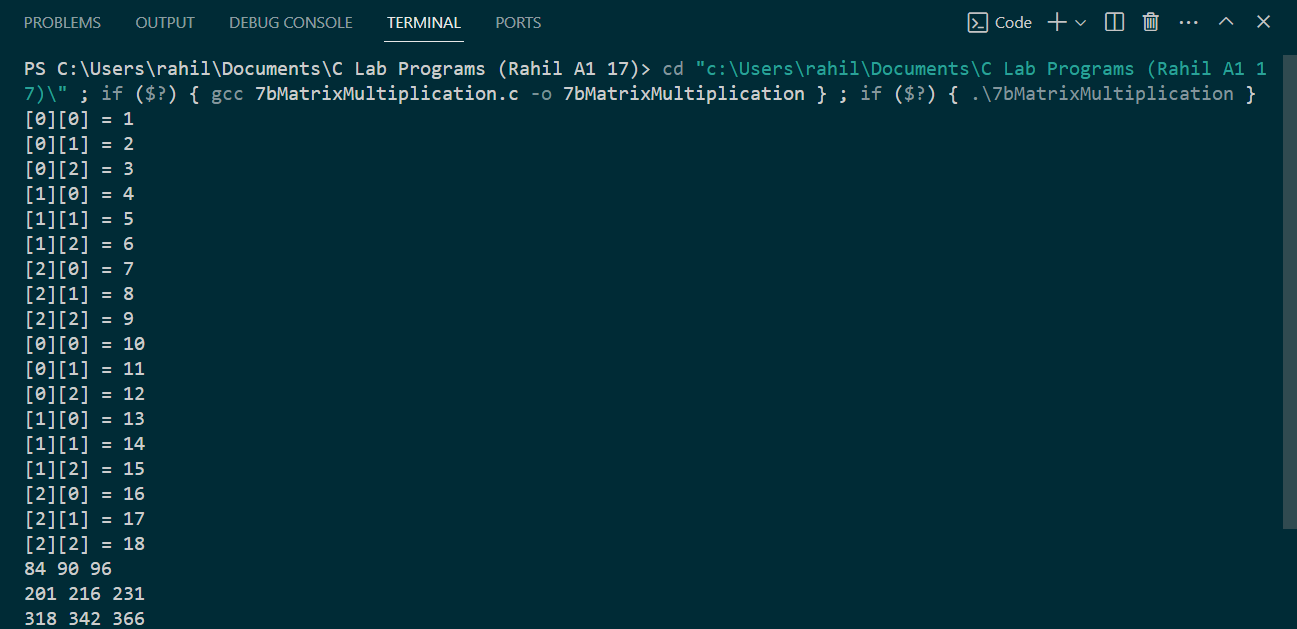 PROBLEMS OUTPUT DEBUG CONSOLE TERMINAL PORTS Code
PS C:\Users\rahil\Documents\C Lab Programs (Rahil A1 17)> cd "c:\Users\rahil\Documents\C Lab Programs (Rahil A1 1
7)\" ; if ($?) { gcc 7bMatrixMultiplication.c -o 7bMatrixMultiplication } ; if ($?) { .\7bMatrixMultiplication }
[0][0] = 1
[0][1] = 2
[0][2] = 3
[1][0] = 4
[1][1] = 5
[1][2] = 6
[2][0] = 7
[2][1] = 8
[2][2] = 9
[0][0] = 10
[0][1] = 11
[0][2] = 12
[1][0] = 13
[1][1] = 14
[1][2] = 15
[2][0] = 16
[2][1] = 17
[2][2] = 18
84 90 96
201 216 231
318 342 366